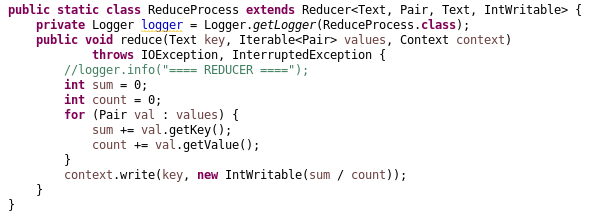 public static class ReduceProcess extends Reducer<Text, Pair, Text, IntWritable> {
    private Logger logger = Logger.getLogger(ReduceProcess.class);
    public void reduce(Text key, Iterable<Pair> values, Context context)
            throws IOException, InterruptedException {
        //logger.info("==== REDUCER ====");
        int sum = 0;
        int count = 0;
        for (Pair val : values) {
            sum += val.getKey();
            count += val.getValue();
        }
        context.write(key, new IntWritable(sum / count));
    }
}